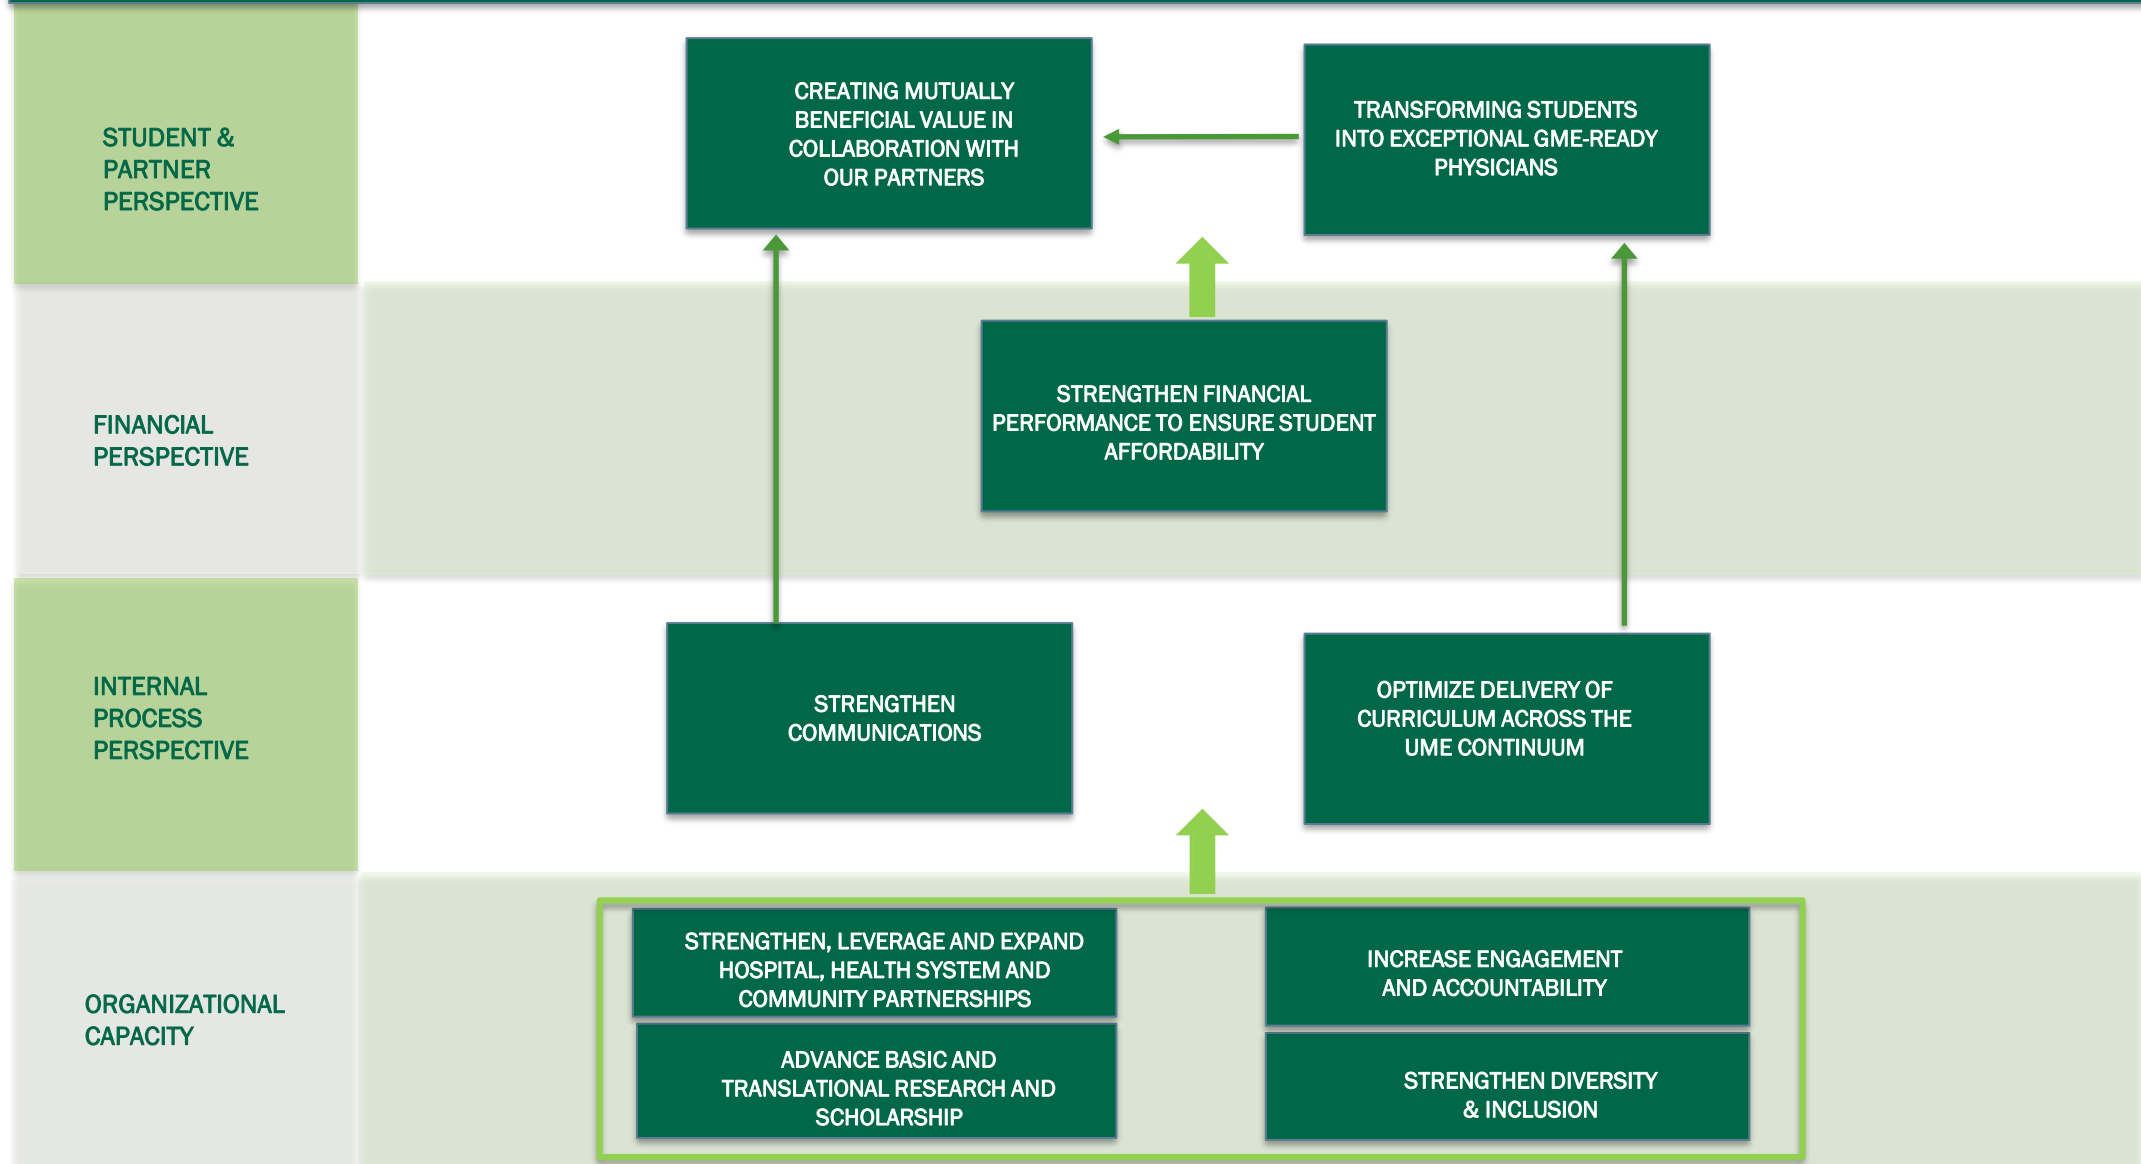 STUDENT &
PARTNER
PERSPECTIVE
CREATING MUTUALLY
BENEFICIAL VALUE IN
COLLABORATION WITH
OUR PARTNERS
TRANSFORMING STUDENTS
INTO EXCEPTIONAL GME-READY
PHYSICIANS
FINANCIAL
PERSPECTIVE
STRENGTHEN FINANCIAL
PERFORMANCE TO ENSURE STUDENT
AFFORDABILITY
INTERNAL
PROCESS
PERSPECTIVE
STRENGTHEN
COMMUNICATIONS
OPTIMIZE DELIVERY OF
CURRICULUM ACROSS THE
UME CONTINUUM
ORGANIZATIONAL
CAPACITY
STRENGTHEN, LEVERAGE AND EXPAND
HOSPITAL, HEALTH SYSTEM AND
COMMUNITY PARTNERSHIPS
INCREASE ENGAGEMENT
AND ACCOUNTABILITY
ADVANCE BASIC AND
TRANSLATIONAL RESEARCH AND
SCHOLARSHIP
STRENGTHEN DIVERSITY
& INCLUSION